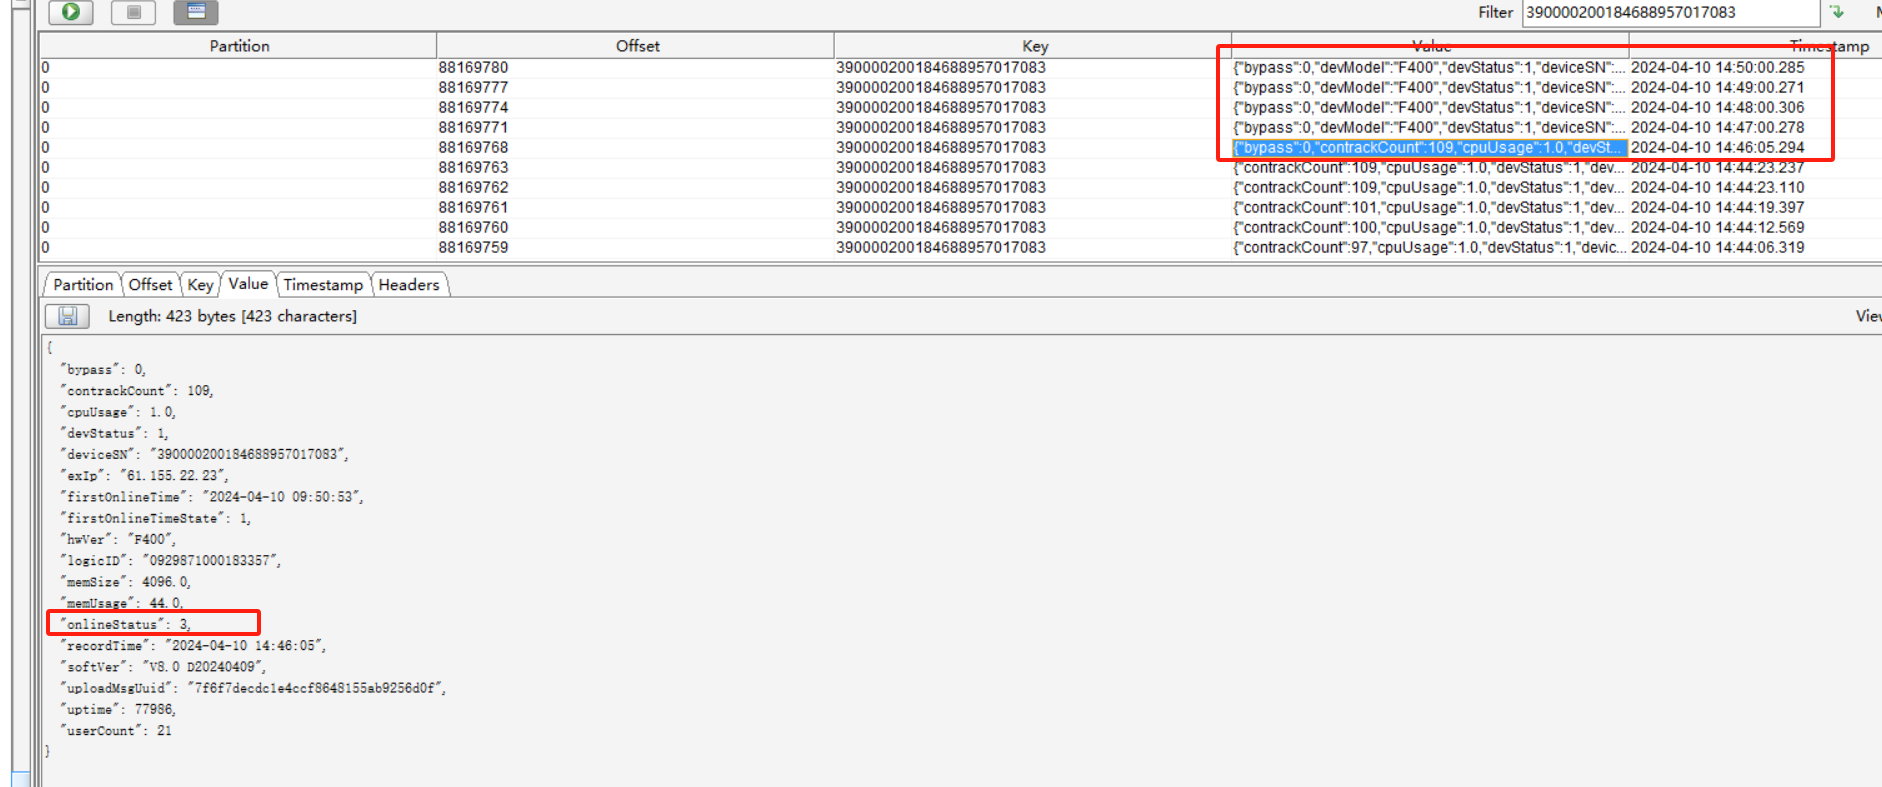 Filter 390000200184688957017083
Partition Offset Key Value Timestamp
0 88169780 390000200184688957017083 {"bypass":0,"devModel":"F400","devStatus":1,"deviceSN":... 2024-04-10 14:50:00.285
0 88169777 390000200184688957017083 {"bypass":0,"devModel":"F400","devStatus":1,"deviceSN":... 2024-04-10 14:49:00.271
0 88169774 390000200184688957017083 {"bypass":0,"devModel":"F400","devStatus":1,"deviceSN":... 2024-04-10 14:48:00.306
0 88169771 390000200184688957017083 {"bypass":0,"devModel":"F400","devStatus":1,"deviceSN":... 2024-04-10 14:47:00.278
0 88169768 390000200184688957017083 {"bypass":0,"contrackCount":109,"cpuUsage":1.0,"devSt... 2024-04-10 14:46:05.294
0 88169763 390000200184688957017083 {"contrackCount":109,"cpuUsage":1.0,"devStatus":1,"dev... 2024-04-10 14:44:23.237
0 88169762 390000200184688957017083 {"contrackCount":109,"cpuUsage":1.0,"devStatus":1,"dev... 2024-04-10 14:44:23.110
0 88169761 390000200184688957017083 {"contrackCount":101,"cpuUsage":1.0,"devStatus":1,"dev... 2024-04-10 14:44:19.397
0 88169760 390000200184688957017083 {"contrackCount":100,"cpuUsage":1.0,"devStatus":1,"dev... 2024-04-10 14:44:12.569
0 88169759 390000200184688957017083 {"contrackCount":97,"cpuUsage":1.0,"devStatus":1,"devic... 2024-04-10 14:44:06.319
Partition Offset Key Value Timestamp Headers
Length: 423 bytes [423 characters]
{
"bypass": 0,
"contrackCount": 109,
"cpuUsage": 1.0,
"devStatus": 1,
"deviceSN": "390000200184688957017083",
"exIp": "61.155.22.23",
"firstOnlineTime": "2024-04-10 09:50:53",
"firstOnlineTimeState": 1,
"hwVer": "F400",
"logicID": "0929871000183357",
"memSize": 4096.0,
"memUsage": 44.0,
"onlineStatus": 3,
"recordTime": "2024-04-10 14:46:05",
"softVer": "V8.0 D20240409",
"uploadMsgUuid": "7f6f7decdc1e4ccf8648155ab9256d0f",
"uptime": 77986,
"userCount": 21
}